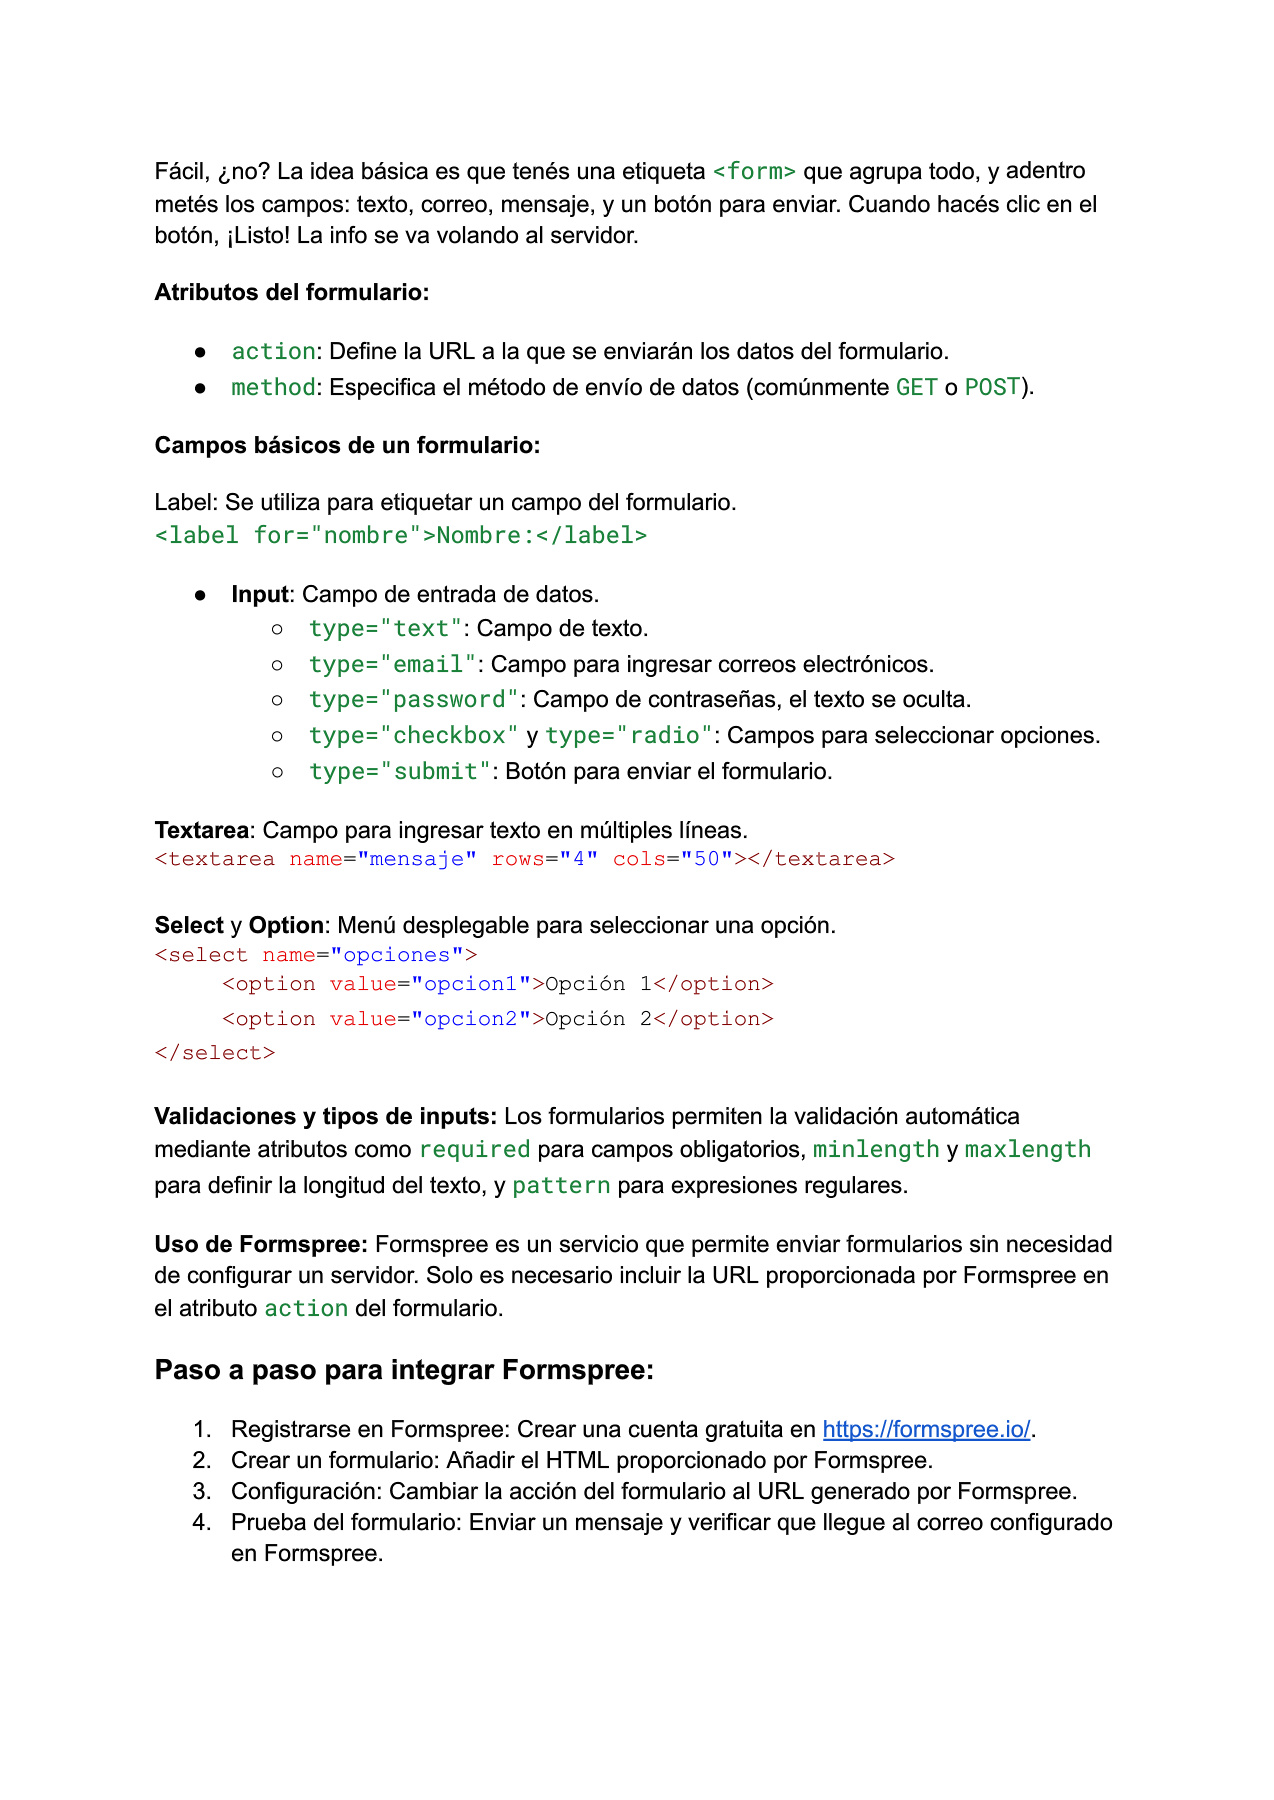 Fácil, ¿no? La idea básica es que tenés una etiqueta <form> que agrupa todo, y adentro
metés los campos: texto, correo, mensaje, y un botón para enviar. Cuando hacés clic en el
botón, ¡Listo! La info se va volando al servidor.
Atributos del formulario:
● action: Define la URL a la que se enviarán los datos del formulario.
● method: Especifica el método de envío de datos (comúnmente GET o POST).
Campos básicos de un formulario:
Label: Se utiliza para etiquetar un campo del formulario.
<label for="nombre">Nombre:</label>
● Input: Campo de entrada de datos.
○ type="text": Campo de texto.
○ type="email": Campo para ingresar correos electrónicos.
○ type="password": Campo de contraseñas, el texto se oculta.
○ type="checkbox" y type="radio": Campos para seleccionar opciones.
○ type="submit": Botón para enviar el formulario.
Textarea: Campo para ingresar texto en múltiples líneas.
<textarea name="mensaje" rows="4" cols="50"></textarea>
Select y Option: Menú desplegable para seleccionar una opción.
<select name="opciones">
<option value="opcion1">Opción 1</option>
<option value="opcion2">Opción 2</option>
</select>
Validaciones y tipos de inputs: Los formularios permiten la validación automática
mediante atributos como required para campos obligatorios, minlength y maxlength
para definir la longitud del texto, y pattern para expresiones regulares.
Uso de Formspree: Formspree es un servicio que permite enviar formularios sin necesidad
de configurar un servidor. Solo es necesario incluir la URL proporcionada por Formspree en
el atributo action del formulario.
Paso a paso para integrar Formspree:
1. Registrarse en Formspree: Crear una cuenta gratuita en https://formspree.io/.
2. Crear un formulario: Añadir el HTML proporcionado por Formspree.
3. Configuración: Cambiar la acción del formulario al URL generado por Formspree.
4. Prueba del formulario: Enviar un mensaje y verificar que llegue al correo configurado
en Formspree.